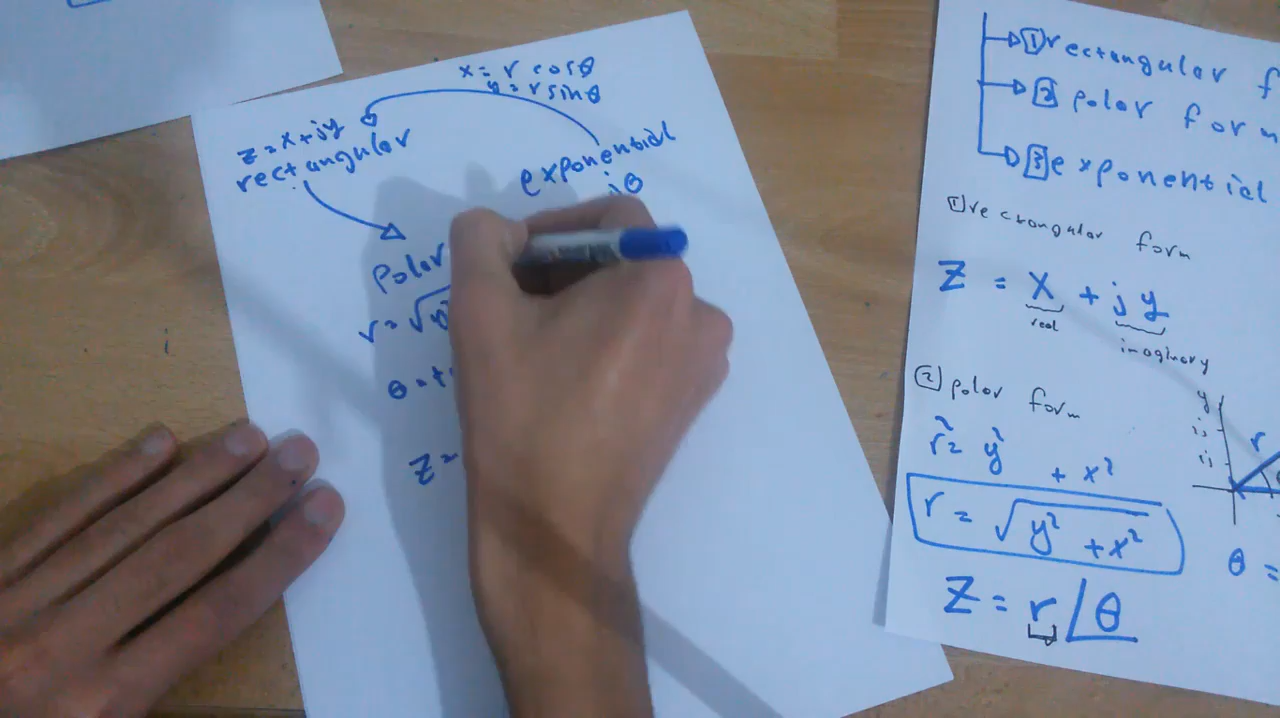 x = r cosθ
y = r sinθ
z = x + jy
rectangular
exponential
jθ
Polar
r = √y²
θ = t
Z =
1 rectangular f
2 polar form
3 exponential
1 rectangular form
Z = x + j y
real
imaginary
2 polar form
r² = y² + x²
r = √y² + x²
Z = r∠θ
y
r
θ =